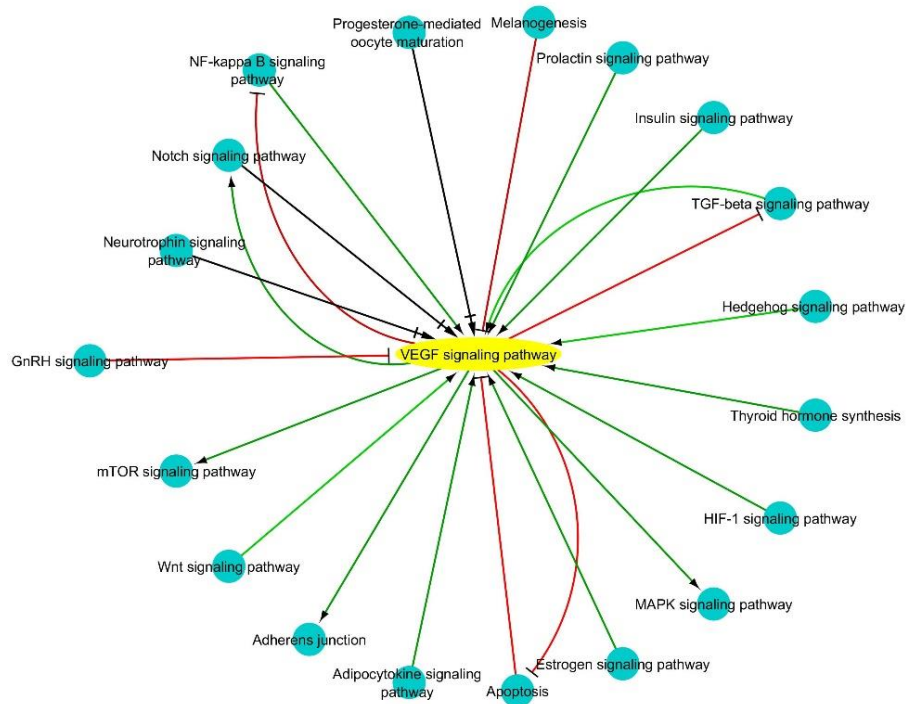 Progesterone-mediated
oocyte maturation
Melanogenesis
NF-kappa B signaling
pathway
Prolactin signaling pathway
Insulin signaling pathway
Notch signaling pathway
TGF-beta signaling pathway
Neurotrophin signaling
pathway
Hedgehog signaling pathway
VEGF signaling pathway
GnRH signaling pathway
Thyroid hormone synthesis
mTOR signaling pathway
HIF-1 signaling pathway
Wnt signaling pathway
MAPK signaling pathway
Adherens junction
Estrogen signaling pathway
Adipocytokine signaling
pathway
Apoptosis